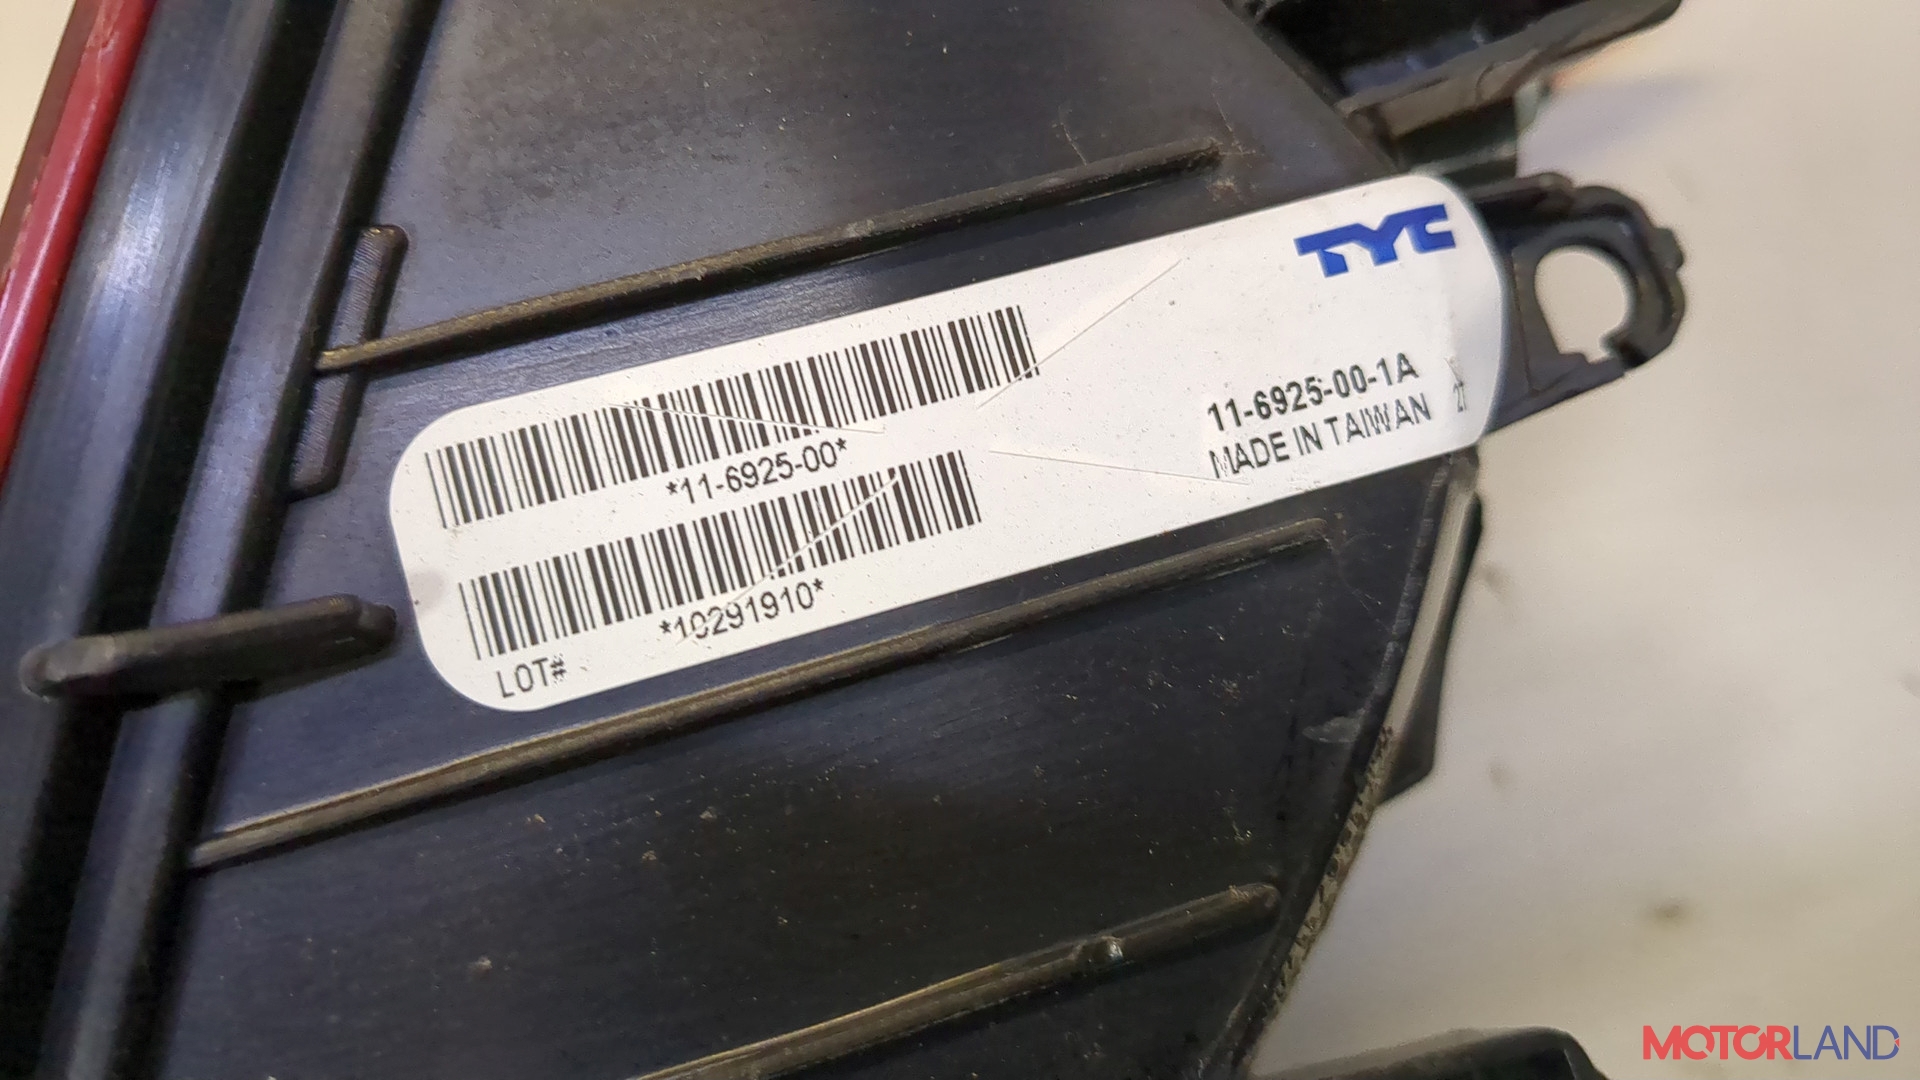 TYC
*11-6925-00*
11-6925-00-1A
MADE IN TAIWAN
*10291910*
LOT#
MOTORLAND